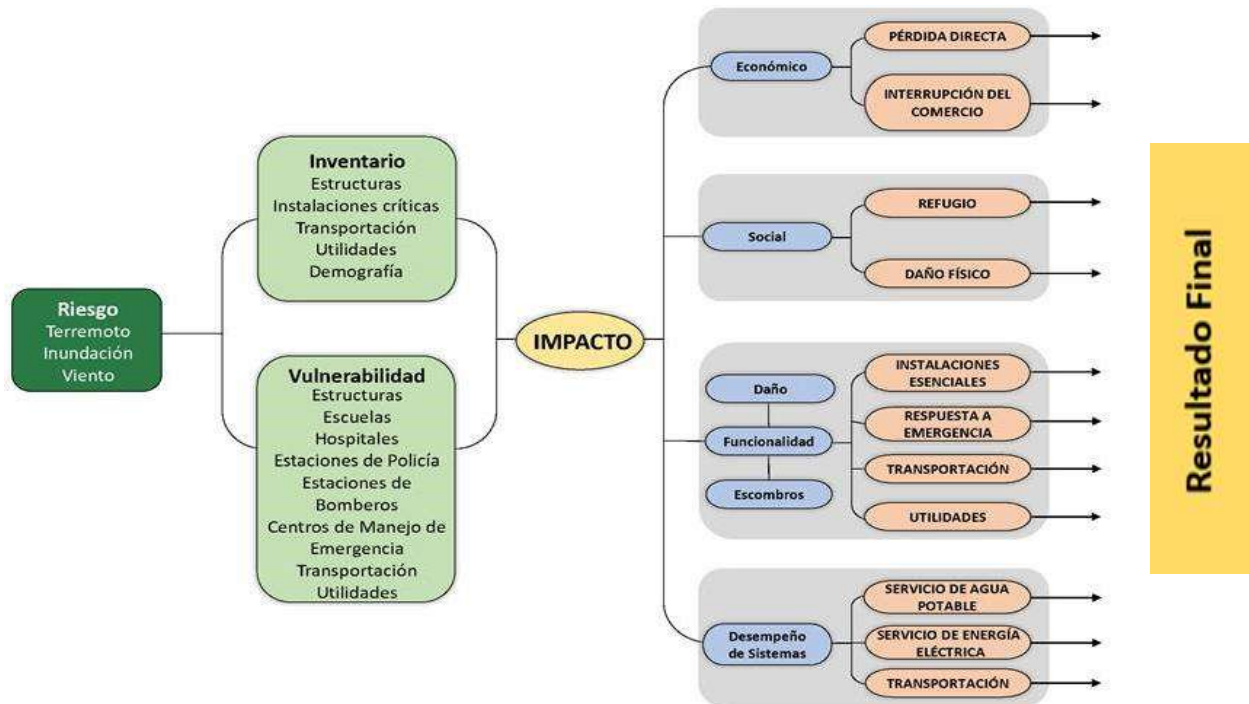 Riesgo
Terremoto
Inundación
Viento
Inventario
Estructuras
Instalaciones críticas
Transportación
Utilidades
Demografía
Vulnerabilidad
Estructuras
Escuelas
Hospitales
Estaciones de Policía
Estaciones de
Bomberos
Centros de Manejo de
Emergencia
Transportación
Utilidades
IMPACTO
Económico
PÉRDIDA DIRECTA
INTERRUPCIÓN DEL
COMERCIO
Social
REFUGIO
DAÑO FÍSICO
Daño
Funcionalidad
Escombros
INSTALACIONES
ESENCIALES
RESPUESTA A
EMERGENCIA
TRANSPORTACIÓN
UTILIDADES
Desempeño
de Sistemas
SERVICIO DE AGUA
POTABLE
SERVICIO DE ENERGÍA
ELÉCTRICA
TRANSPORTACIÓN
Resultado Final